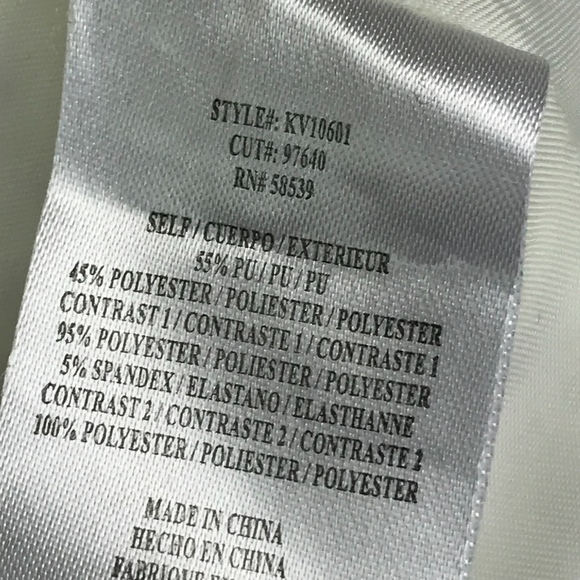 STYLE#: KV10601
CUT#: 97640
RN# 58539
SELF / CUERPO / EXTERIEUR
55% PU / PU / PU
45% POLYESTER / POLIESTER / POLYESTER
CONTRAST 1 / CONTRASTE 1 / CONTRASTE 1
95% POLYESTER / POLIESTER / POLYESTER
5% SPANDEX / ELASTANO / ELASTHANNE
CONTRAST 2 / CONTRASTE 2 / CONTRASTE 2
100% POLYESTER / POLIESTER / POLYESTER
MADE IN CHINA
HECHO EN CHINA
FABRIQUE